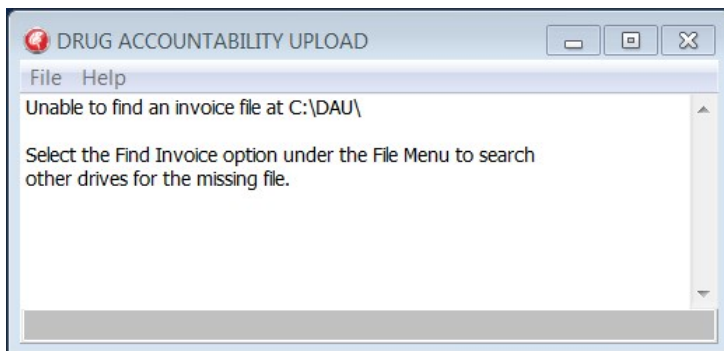 DRUG ACCOUNTABILITY UPLOAD
File Help
Unable to find an invoice file at C:\DAU\
Select the Find Invoice option under the File Menu to search
other drives for the missing file.